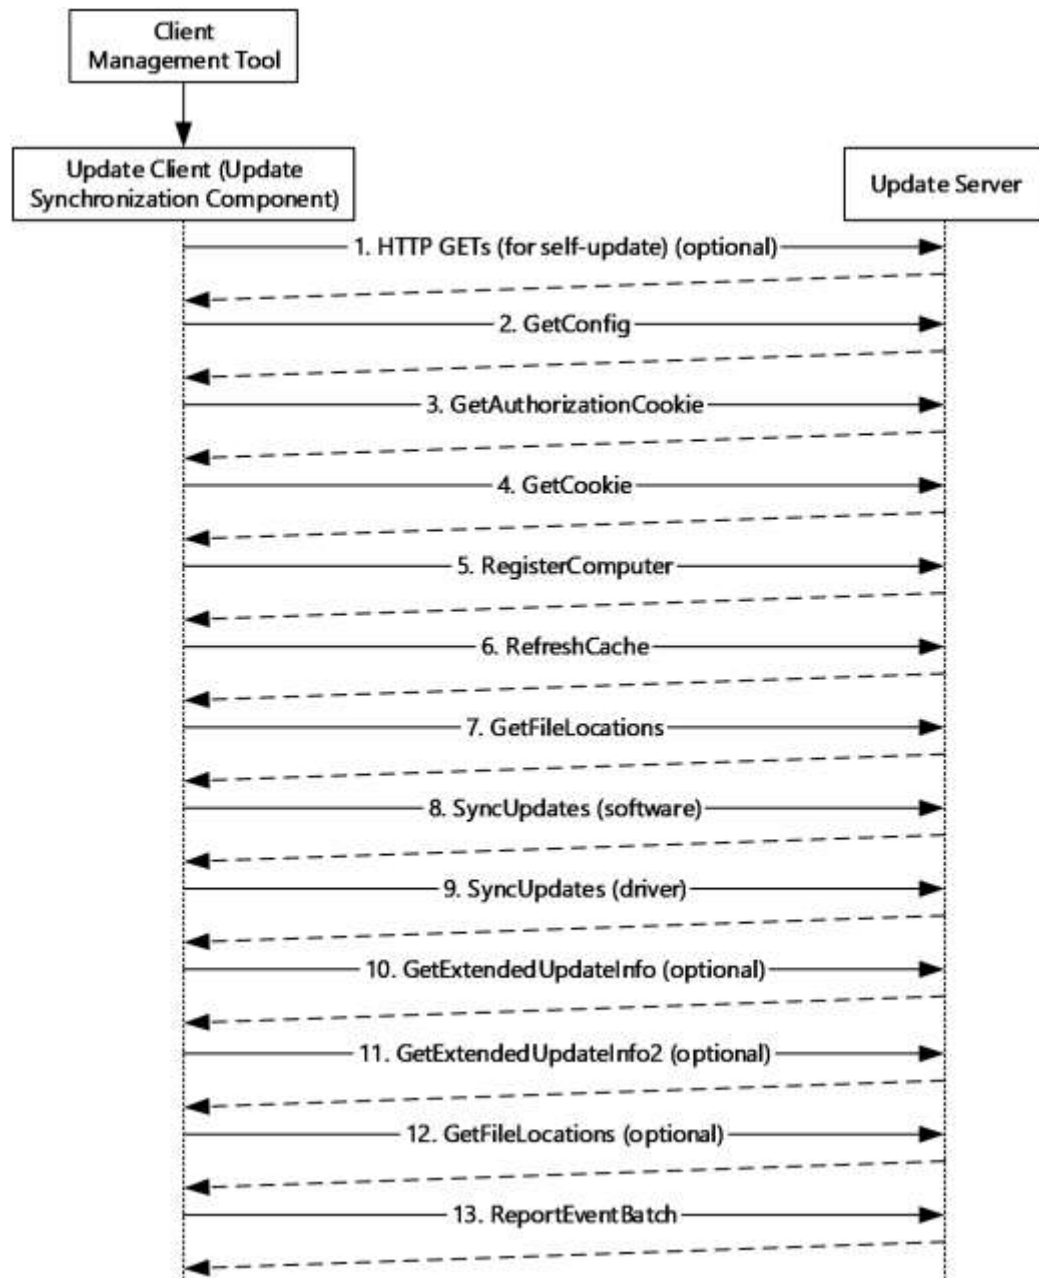 Client
Management Tool
Update Client (Update
Synchronization Component)
Update Server
1. HTTP GETs (for self-update) (optional)
2. GetConfig
3. GetAuthorizationCookie
4. GetCookie
5. RegisterComputer
6. RefreshCache
7. GetFileLocations
8. SyncUpdates (software)
9. SyncUpdates (driver)
10. GetExtendedUpdateInfo (optional)
11. GetExtendedUpdateInfo2 (optional)
12. GetFileLocations (optional)
13. ReportEventBatch